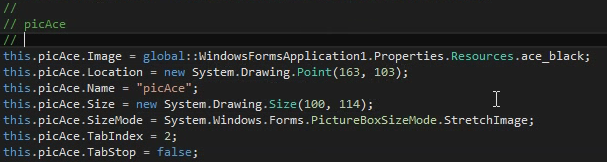 //
// picAce
//
this.picAce.Image = global::WindowsFormsApplication1.Properties.Resources.ace_black;
this.picAce.Location = new System.Drawing.Point(163, 103);
this.picAce.Name = "picAce";
this.picAce.Size = new System.Drawing.Size(100, 114);
this.picAce.SizeMode = System.Windows.Forms.PictureBoxSizeMode.StretchImage;
this.picAce.TabIndex = 2;
this.picAce.TabStop = false;